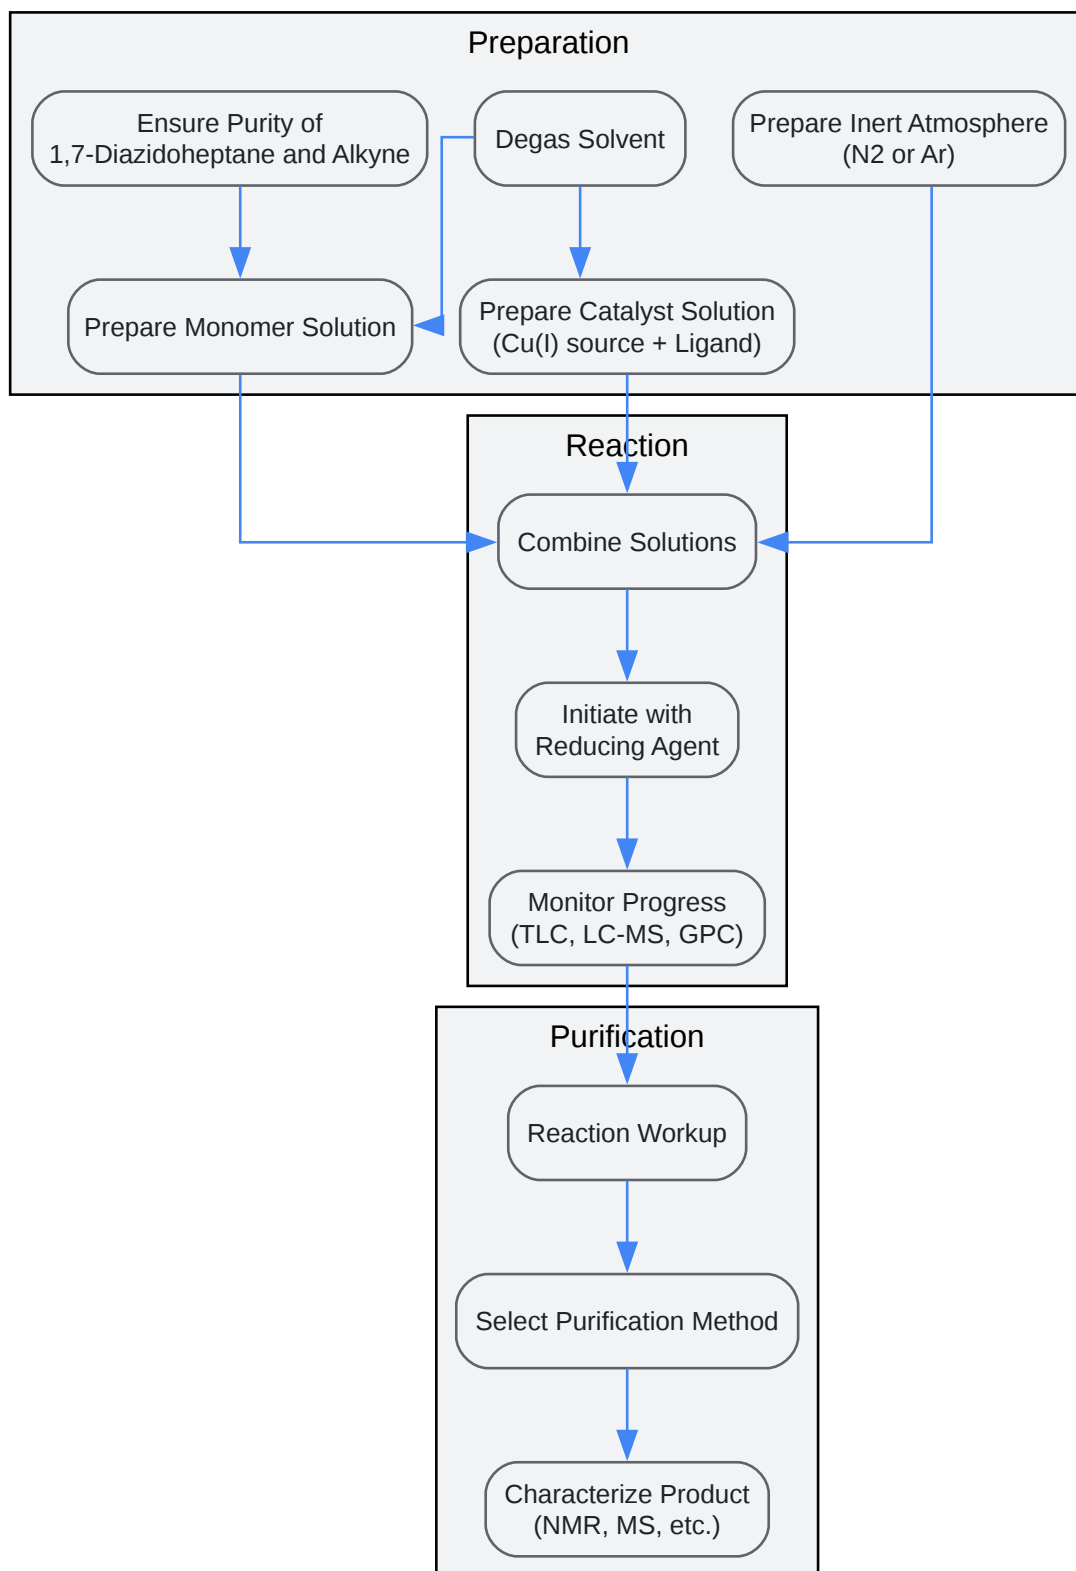 Preparation
Ensure Purity of
1,7-Diazidoheptane and Alkyne
Degas Solvent
Prepare Inert Atmosphere
(N2 or Ar)
Prepare Monomer Solution
Prepare Catalyst Solution
(Cu(I) source + Ligand)
Reaction
Combine Solutions
Initiate with
Reducing Agent
Monitor Progress
(TLC, LC-MS, GPC)
Purification
Reaction Workup
Select Purification Method
Characterize Product
(NMR, MS, etc.)